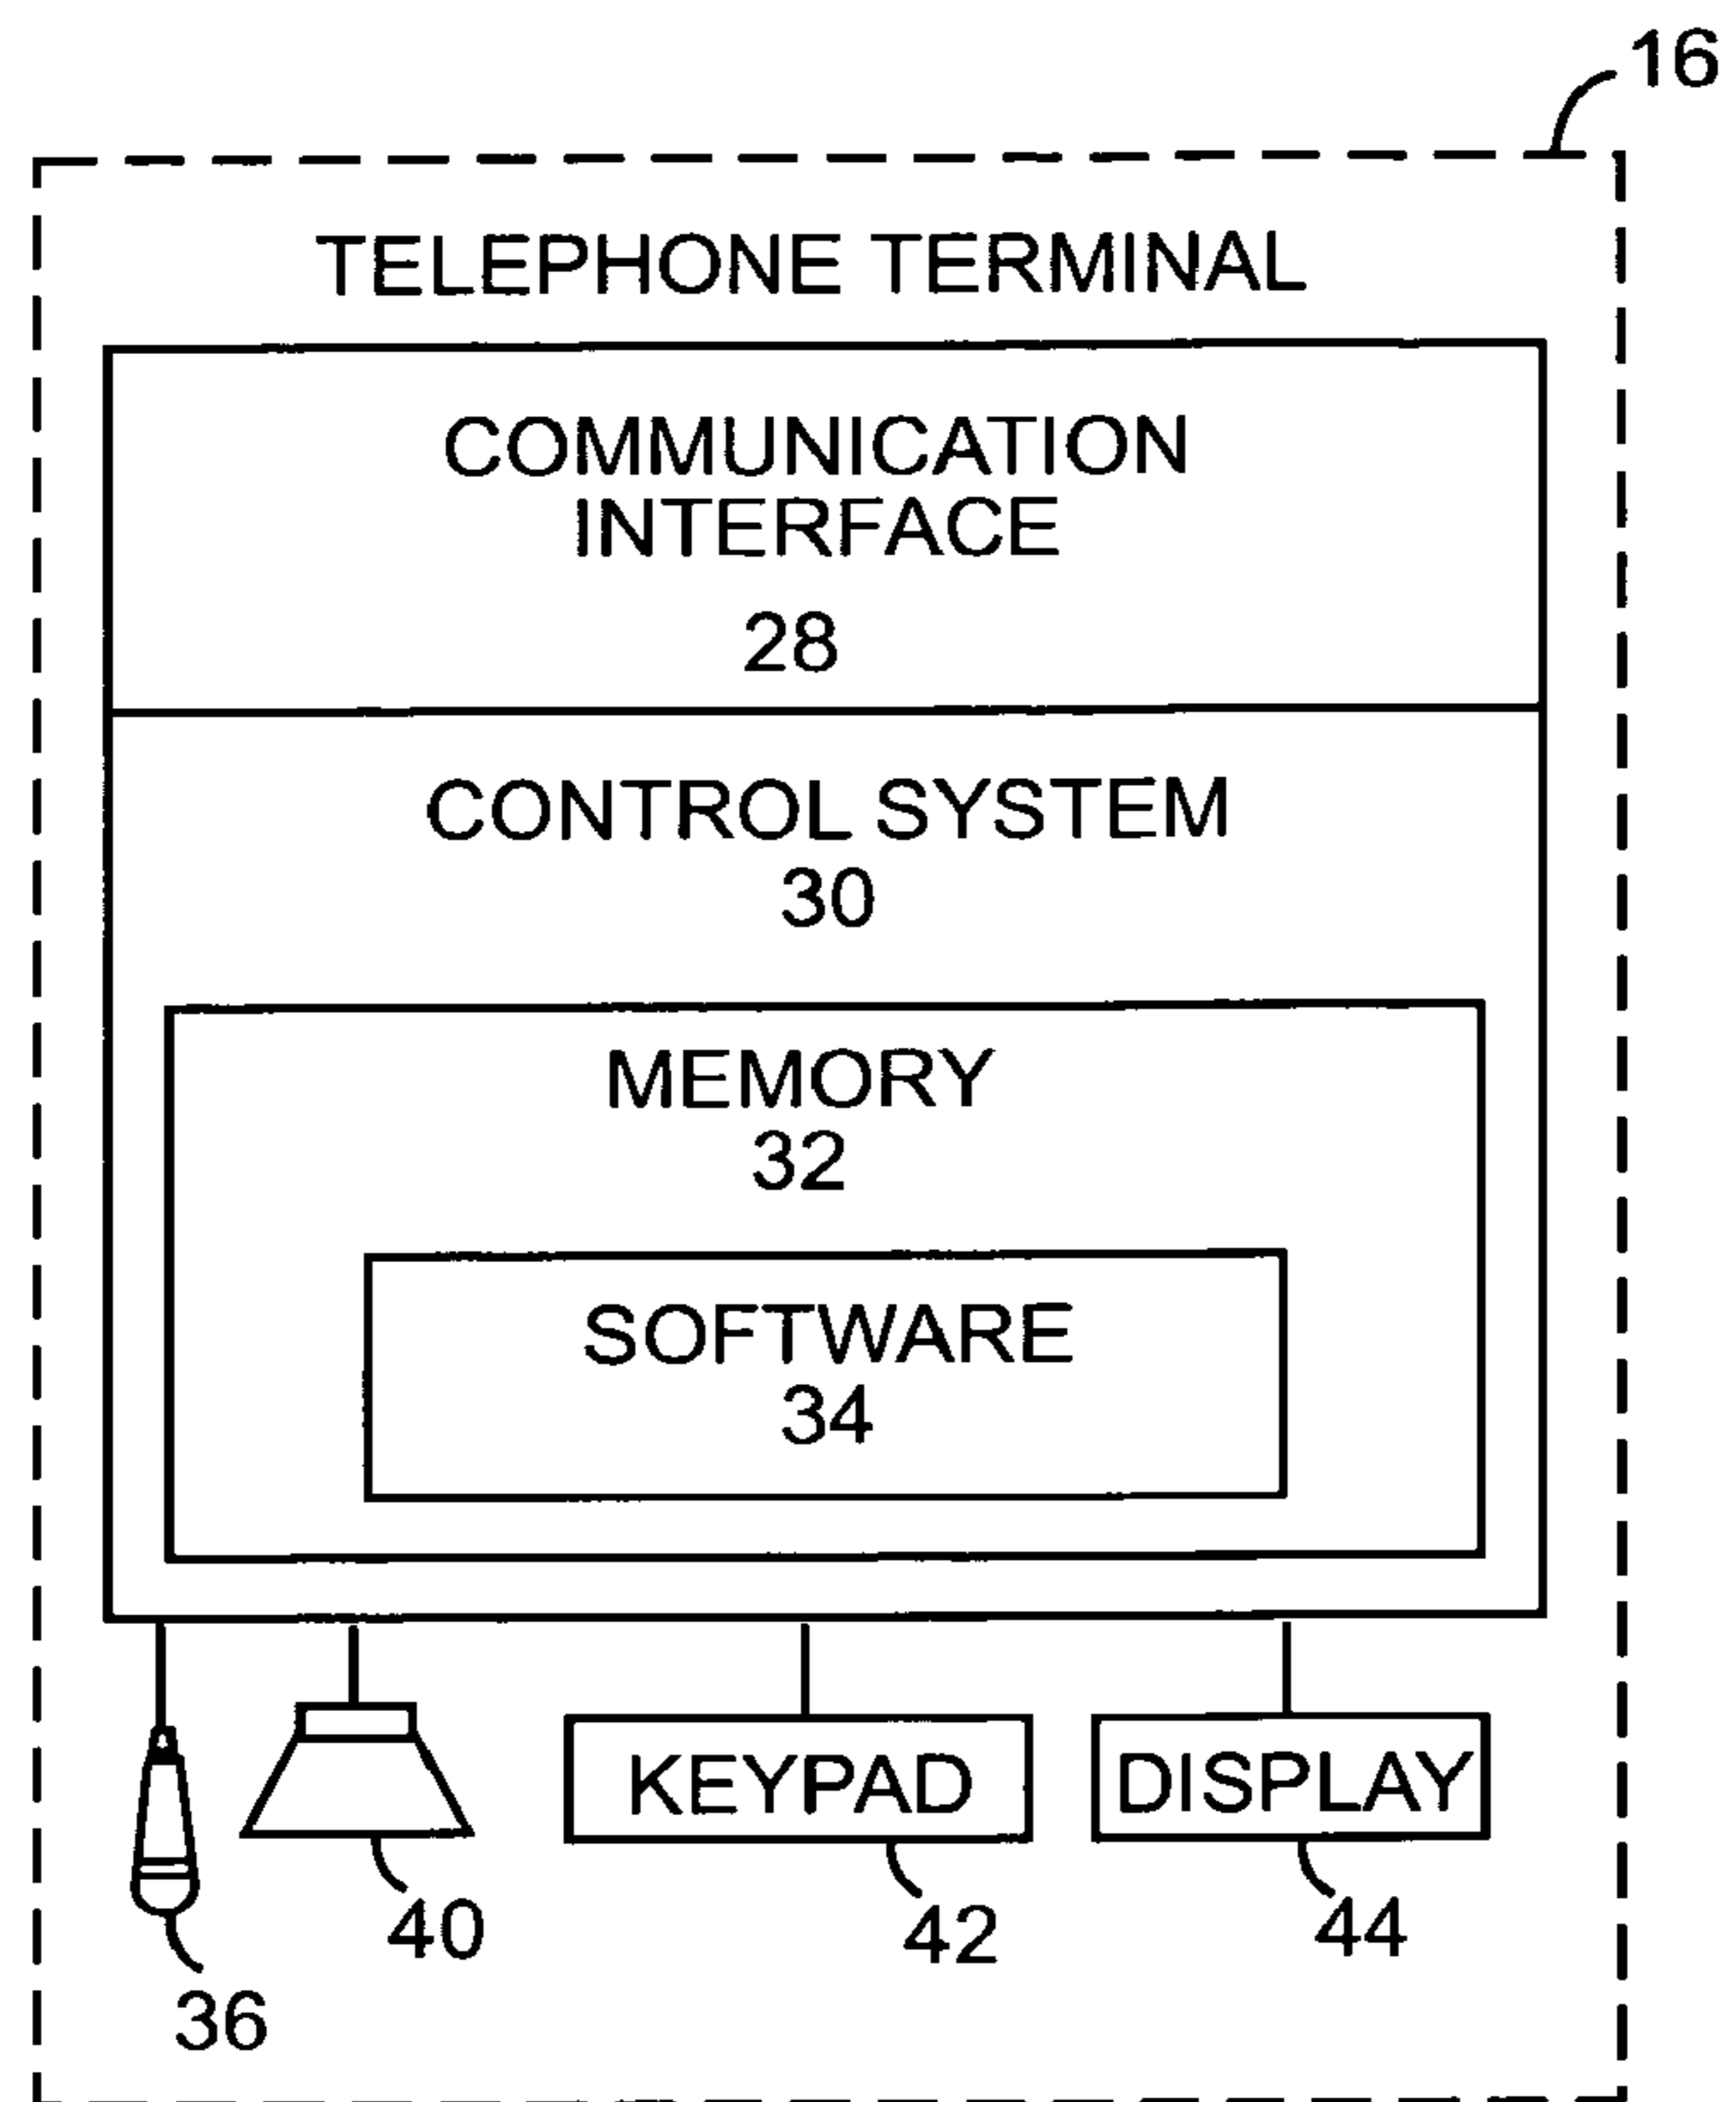 16
TELEPHONE TERMINAL
COMMUNICATION
INTERFACE
28
CONTROL SYSTEM
30
MEMORY
32
SOFTWARE
34
KEYPAD
DISPLAY
40
42
44
36